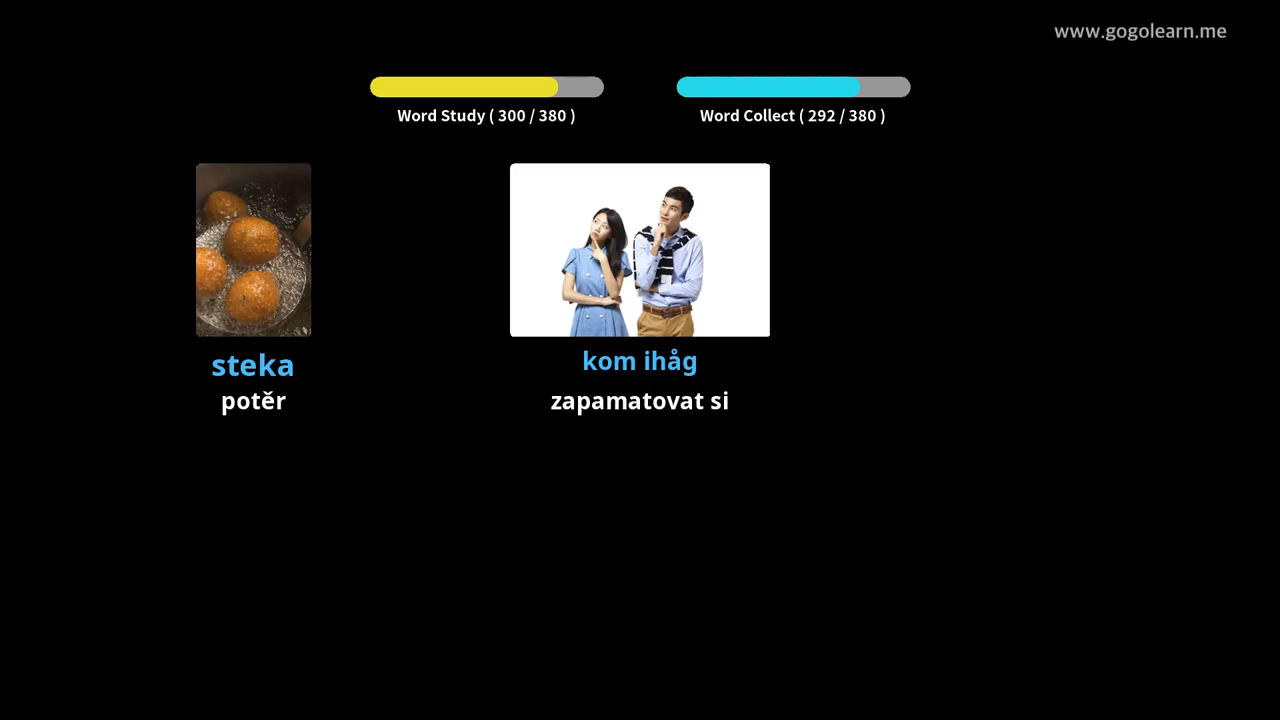 www.gogolearn.me
Word Study ( 300 / 380 )
Word Collect ( 292 / 380 )
steka
potěr
kom ihåg
zapamatovat si